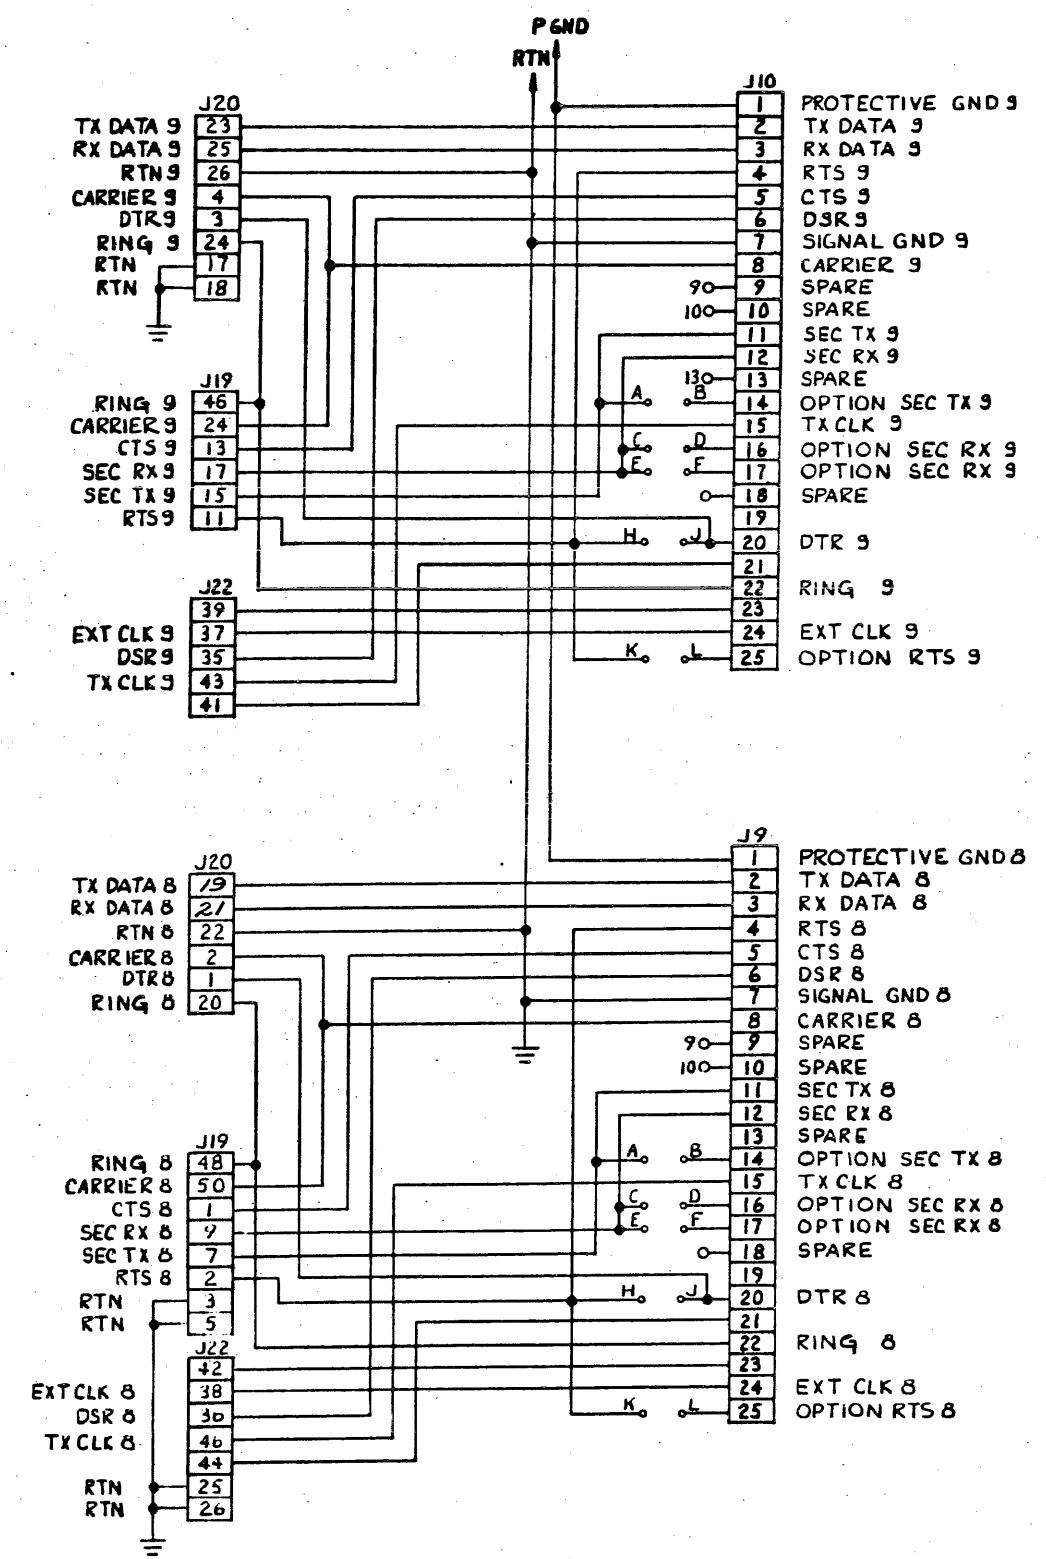 P GND
RTN
J10
1 PROTECTIVE GND 9
2 TX DATA 9
3 RX DATA 9
4 RTS 9
5 CTS 9
6 DSR 9
7 SIGNAL GND 9
8 CARRIER 9
9 9 SPARE
10 10 SPARE
11 SEC TX 9
12 SEC RX 9
13 13 SPARE
A B 14 OPTION SEC TX 9
15 TX CLK 9
C D 16 OPTION SEC RX 9
E F 17 OPTION SEC RX 9
18 SPARE
19
H J 20 DTR 9
21
22 RING 9
23
24 EXT CLK 9
K L 25 OPTION RTS 9
J20
TX DATA 9 23
RX DATA 9 25
RTN 9 26
CARRIER 9 4
DTR 9 3
RING 9 24
RTN 17
RTN 18
J19
RING 9 46
CARRIER 9 24
CTS 9 13
SEC RX 9 17
SEC TX 9 15
RTS 9 11
J22
39
EXT CLK 9 37
DSR 9 35
TX CLK 9 43
41
J9
1 PROTECTIVE GND 8
2 TX DATA 8
3 RX DATA 8
4 RTS 8
5 CTS 8
6 DSR 8
7 SIGNAL GND 8
8 CARRIER 8
9 9 SPARE
10 10 SPARE
11 SEC TX 8
12 SEC RX 8
13 SPARE
A B 14 OPTION SEC TX 8
15 TX CLK 8
C D 16 OPTION SEC RX 8
E F 17 OPTION SEC RX 8
18 SPARE
19
H J 20 DTR 8
21
22 RING 8
23
24 EXT CLK 8
K L 25 OPTION RTS 8
J20
TX DATA 8 19
RX DATA 8 21
RTN 8 22
CARRIER 8 2
DTR 8 1
RING 8 20
J19
RING 8 48
CARRIER 8 50
CTS 8 1
SEC RX 8 9
SEC TX 8 7
RTS 8 2
RTN 3
RTN 5
J22
42
EXT CLK 8 38
DSR 8 36
TX CLK 8 46
44
RTN 25
RTN 26